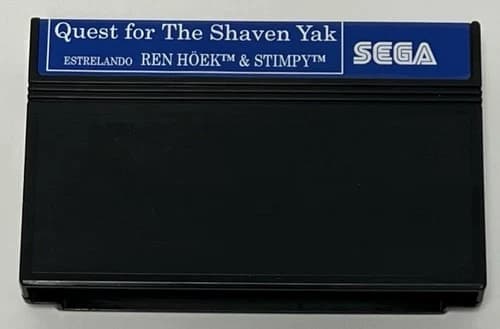 Quest for The Shaven Yak
ESTRELANDO REN HÖEK™ & STIMPY™
SEGA